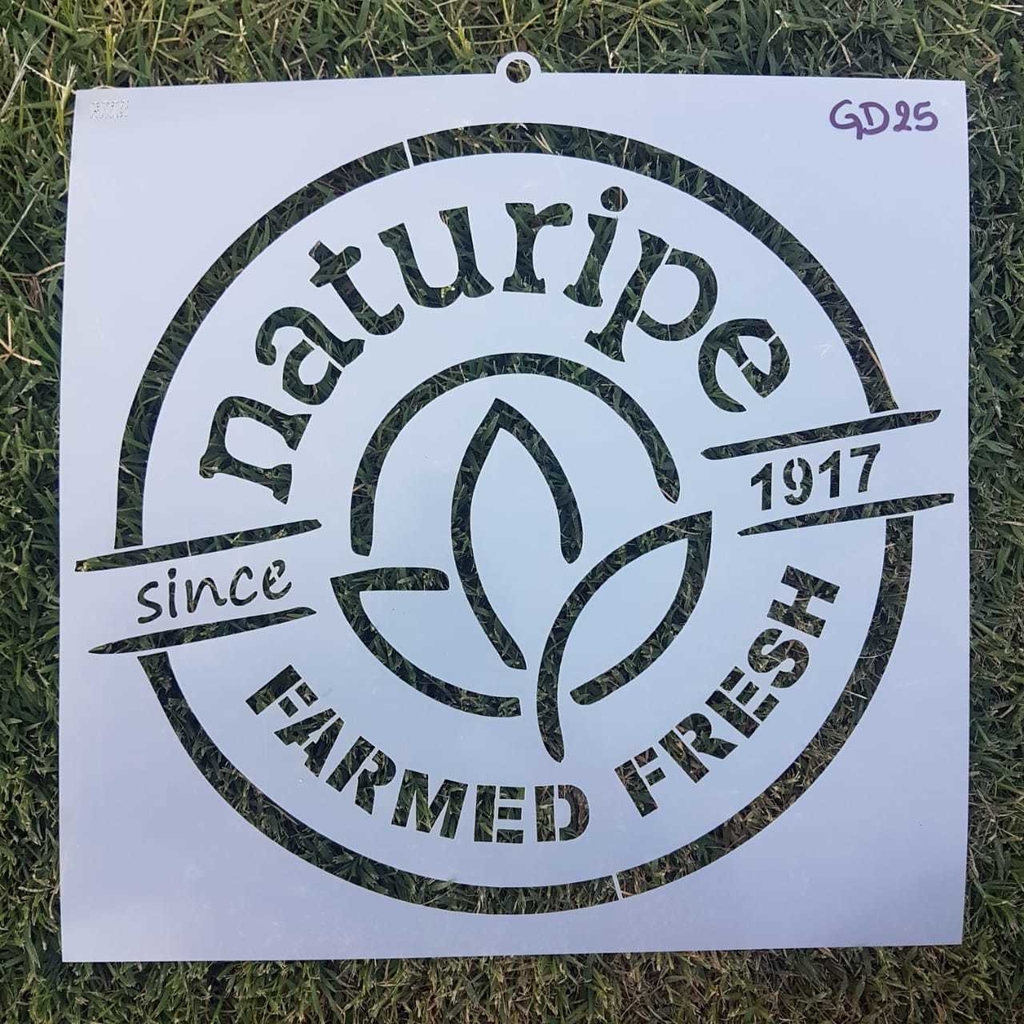 GD25
naturipe
1917
since
FARMED FRESH